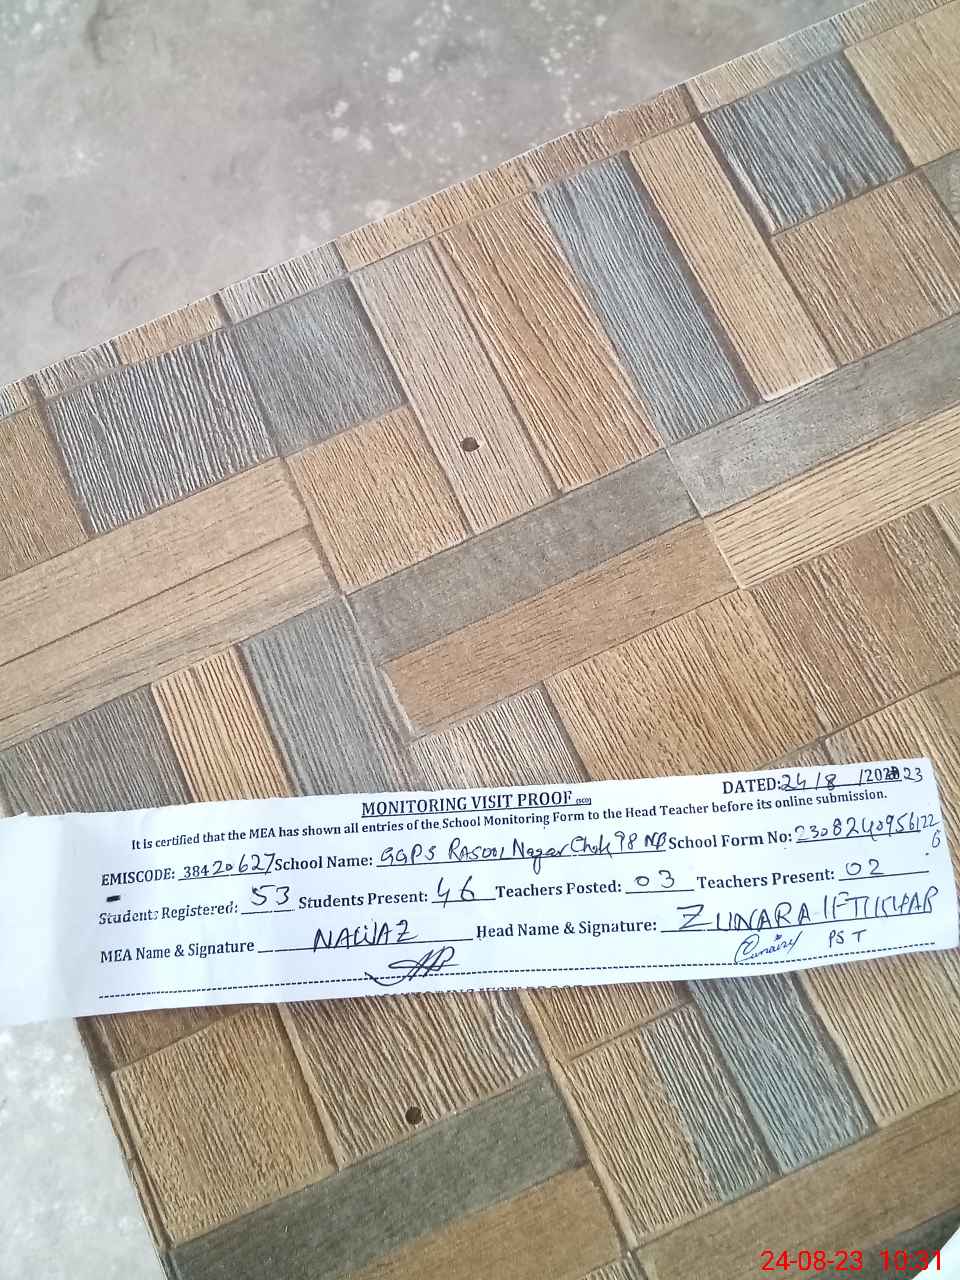 DATED: 24/8/2023
MONITORING VISIT PROOF (SCO)
It is certified that the MEA has shown all entries of the School Monitoring Form to the Head Teacher before its online submission.
EMISCODE: 38420627 School Name: GGPS RASOOL Nagar Chak 98 NB School Form No: 2308240956122
6
Students Registered: 53 Students Present: 46 Teachers Posted: 03 Teachers Present: 02
MEA Name & Signature NAWAZ Head Name & Signature: ZUNARA IFTIKHAR
PST
24-08-23 10:31